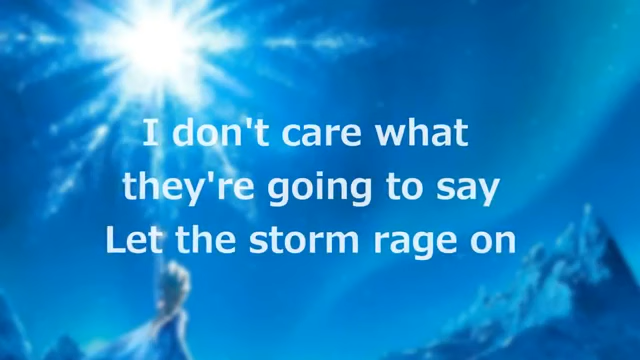 I don't care what
they're going to say
Let the storm rage on